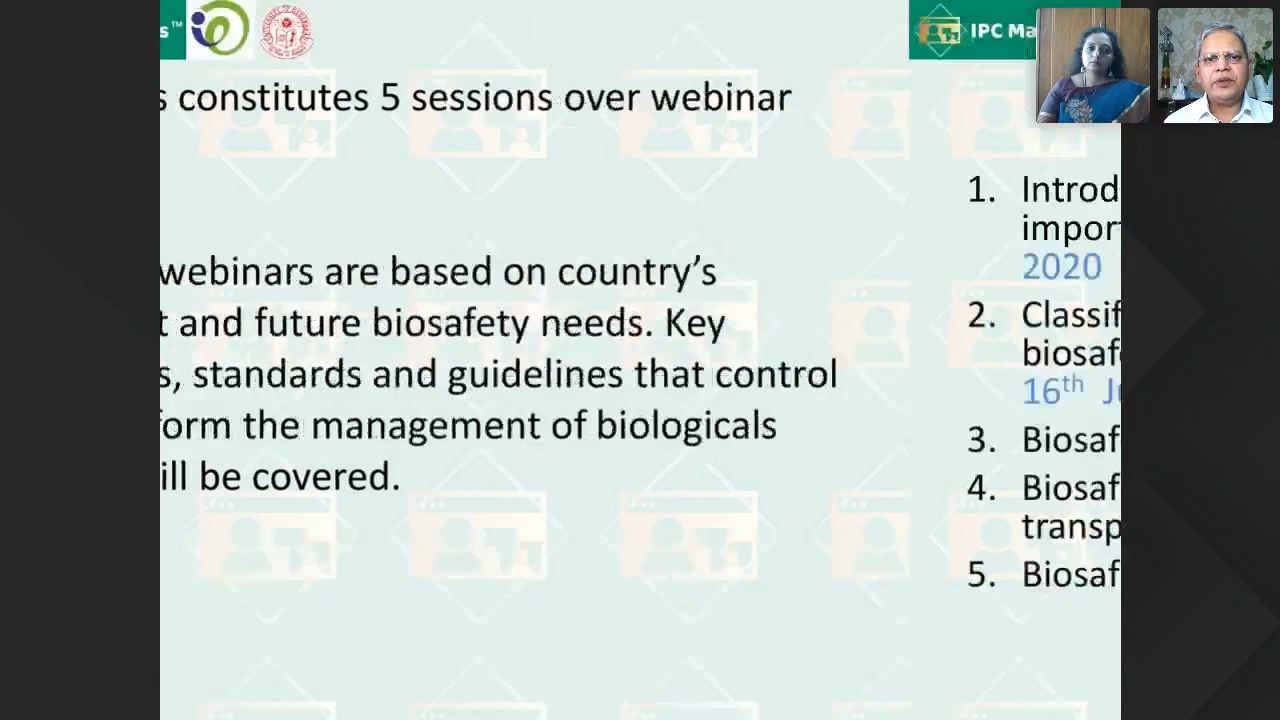 s™
IPC Ma
s constitutes 5 sessions over webinar
webinars are based on country's
t and future biosafety needs. Key
s, standards and guidelines that control
form the management of biologicals
ill be covered.
1. Introd
impor
2020
2. Classif
biosaf
16th Ju
3. Biosaf
4. Biosaf
transp
5. Biosaf